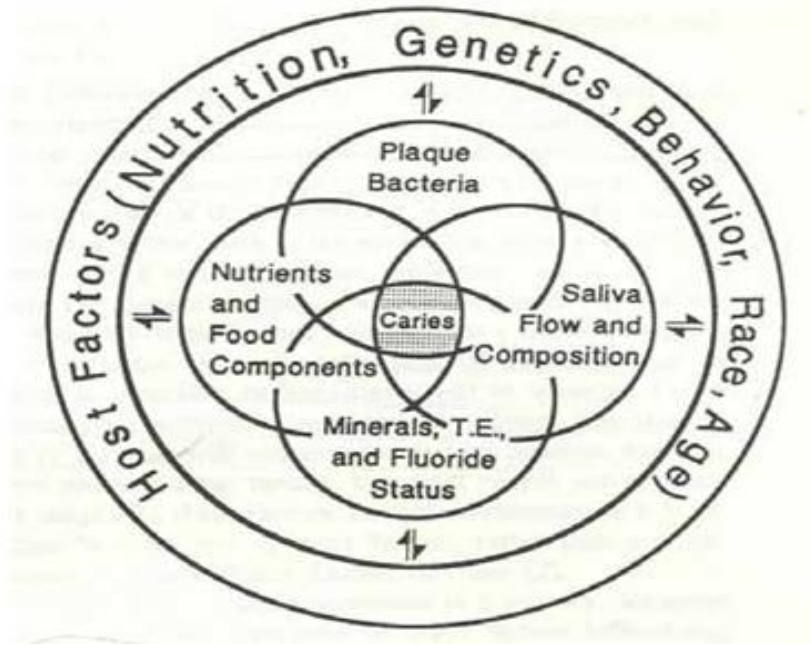 Host Factors (Nutrition, Genetics, Behavior, Race, Age)
Plaque
Bacteria
Nutrients
and
Food
Components
Caries
Saliva
Flow and
Composition
Minerals, T.E.,
and Fluoride
Status